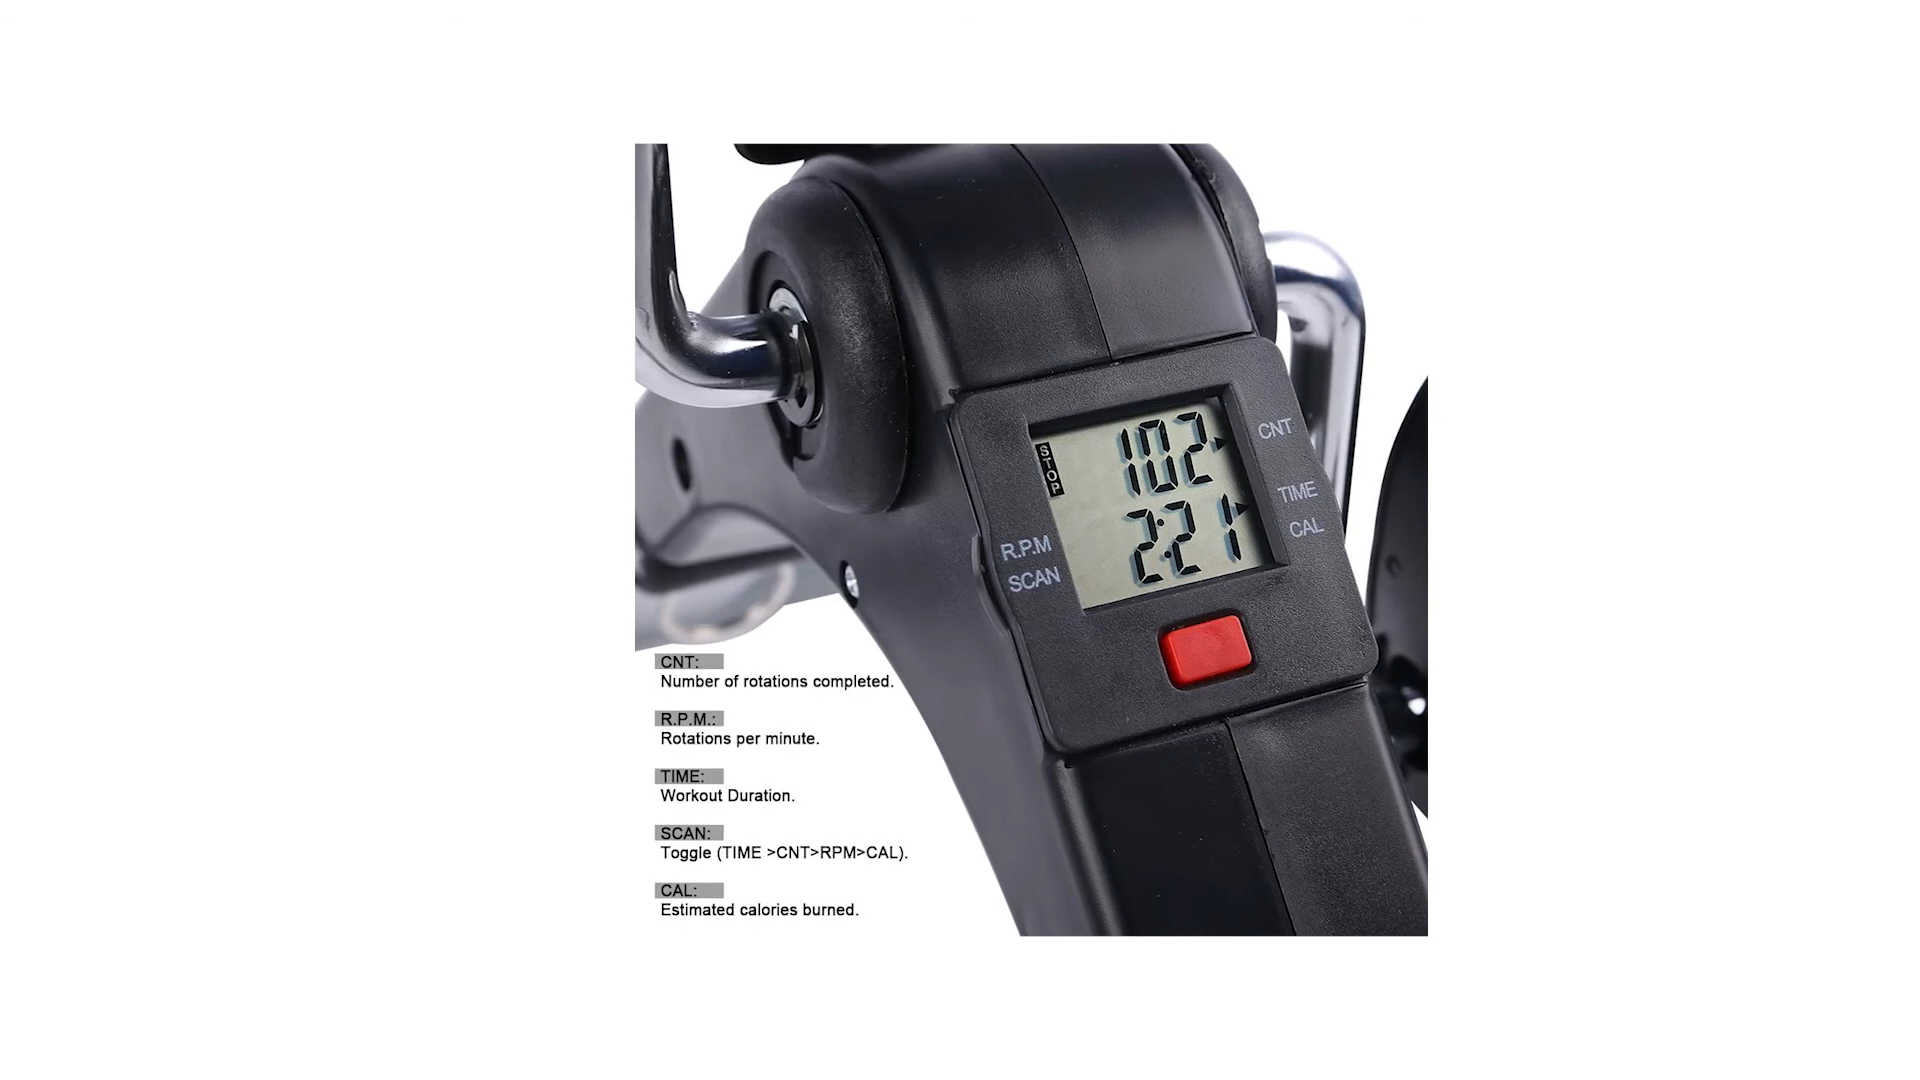 STOP
102
CNT
2:21
TIME
CAL
R.P.M
SCAN
CNT:
Number of rotations completed.
R.P.M.:
Rotations per minute.
TIME:
Workout Duration.
SCAN:
Toggle (TIME >CNT>RPM>CAL).
CAL:
Estimated calories burned.